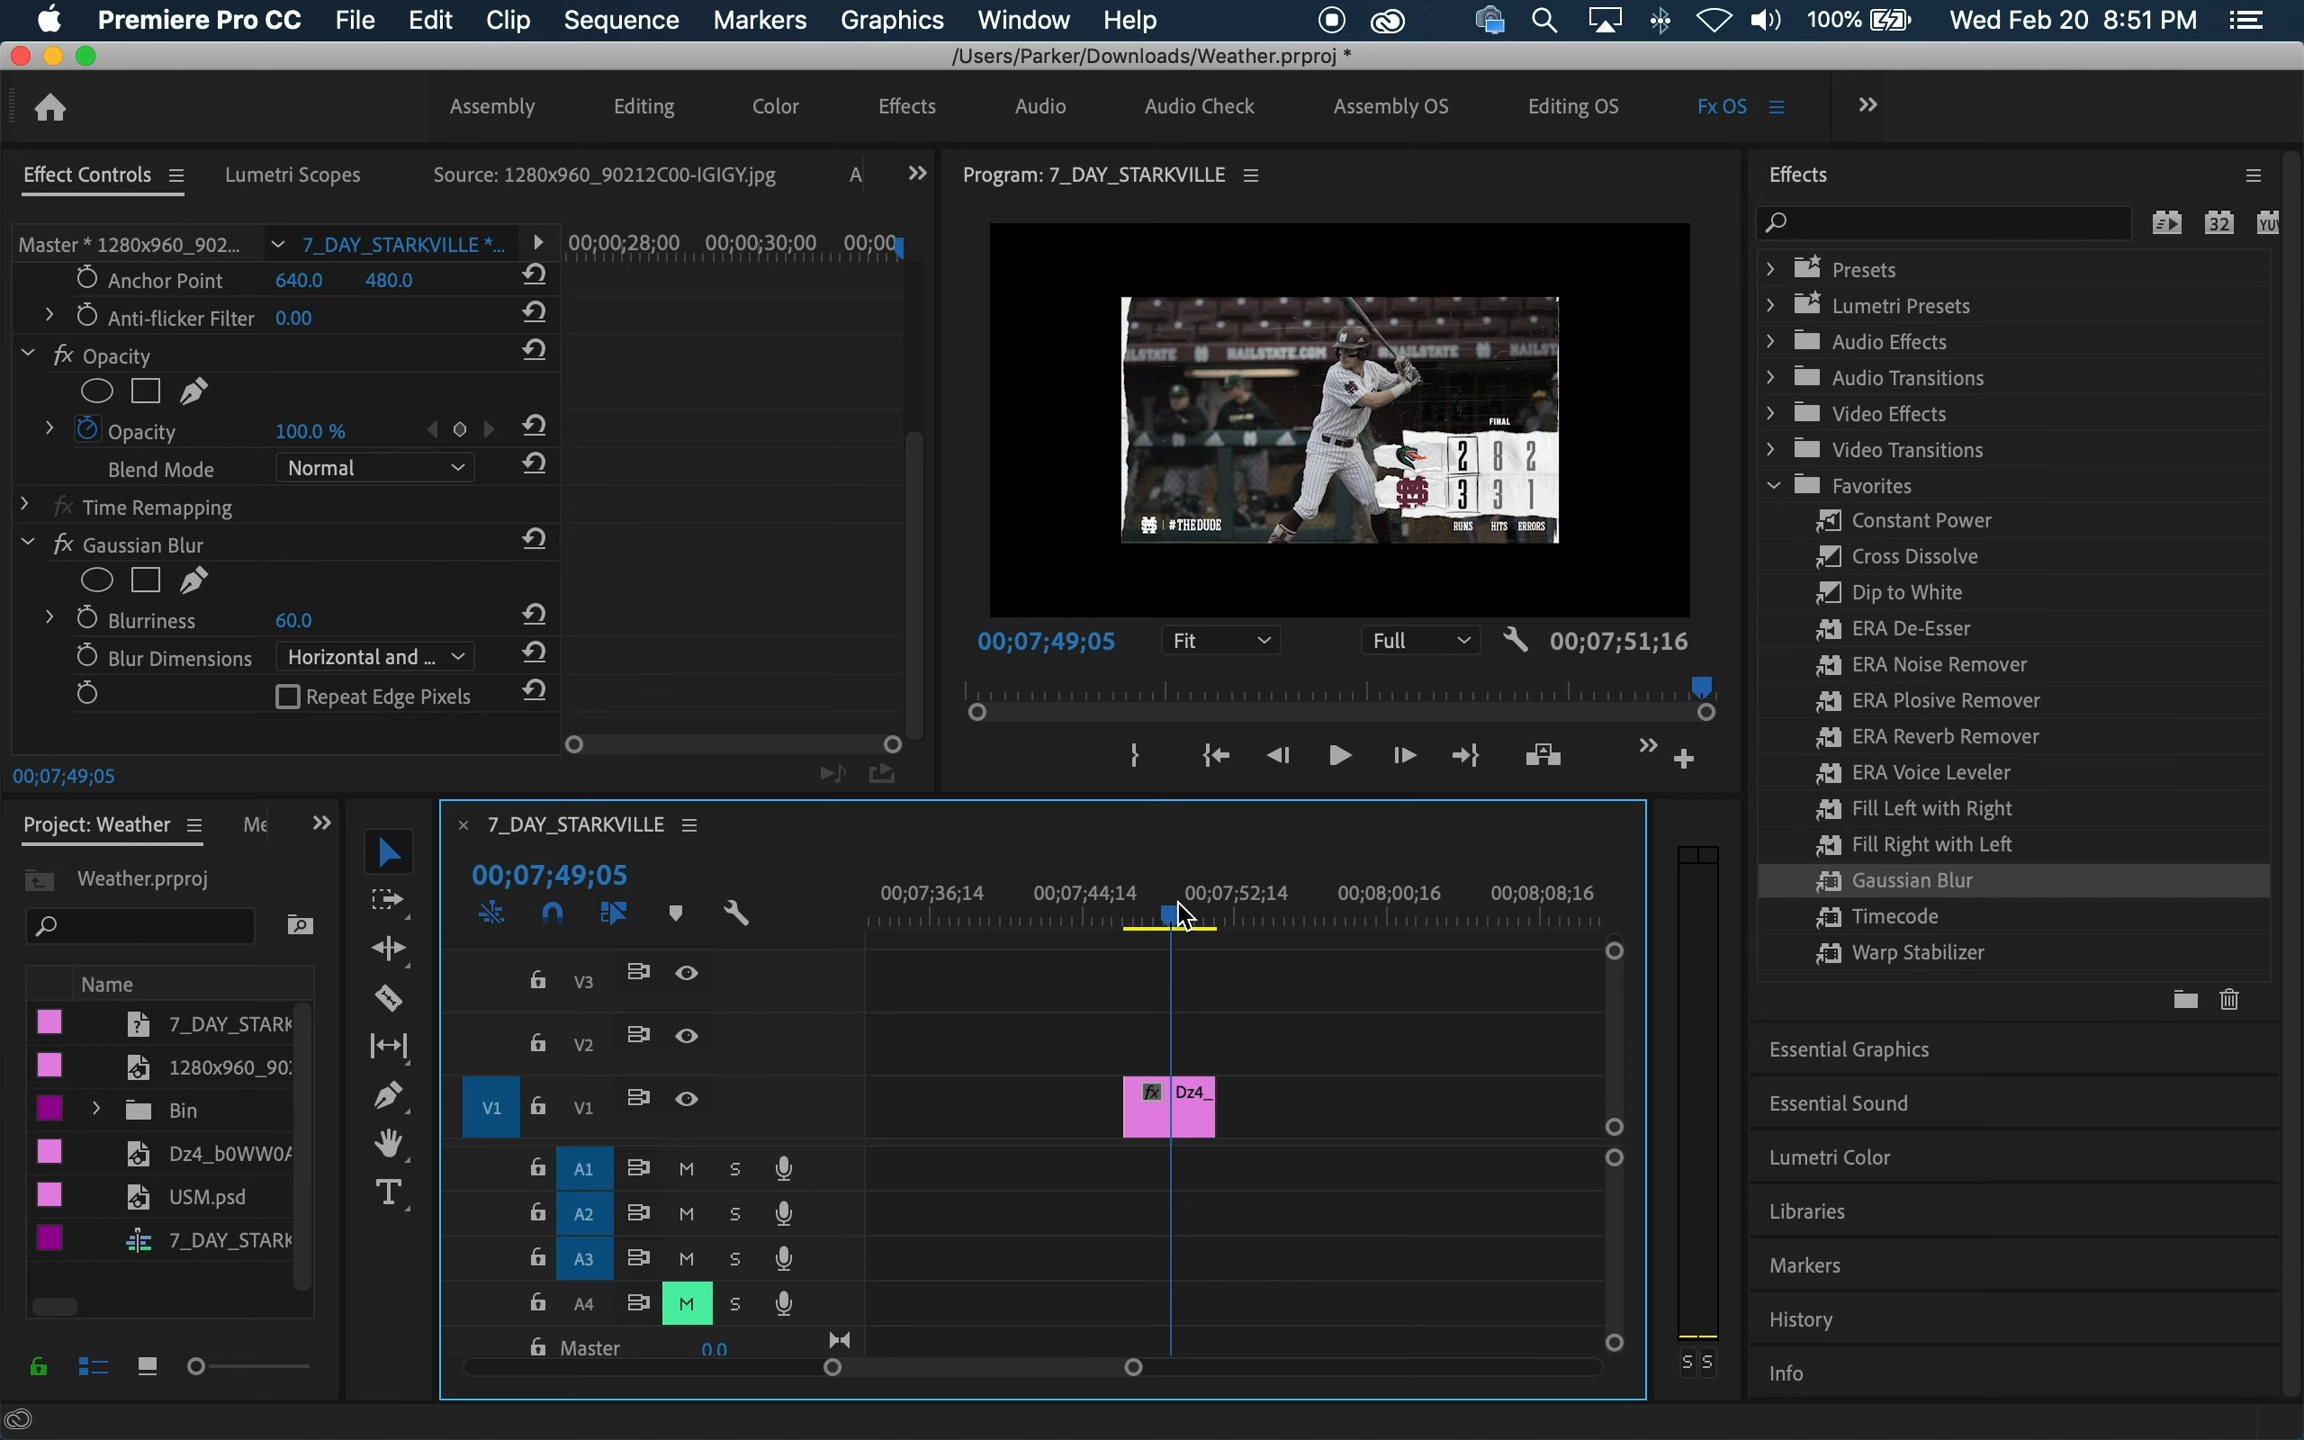 Premiere Pro CC File Edit Clip Sequence Markers Graphics Window Help 100% Wed Feb 20 8:51 PM
/Users/Parker/Downloads/Weather.prproj *
Assembly Editing Color Effects Audio Audio Check Assembly OS Editing OS Fx OS
Effect Controls Lumetri Scopes Source: 1280x960_90212C00-IGIGY.jpg A
Master * 1280x960_902... 7_DAY_STARKVILLE *... 00;00;28;00 00;00;30;00 00;00
Anchor Point 640.0 480.0
Anti-flicker Filter 0.00
fx Opacity
Opacity 100.0 %
Blend Mode Normal
fx Time Remapping
fx Gaussian Blur
Blurriness 60.0
Blur Dimensions Horizontal and ...
Repeat Edge Pixels
00;07;49;05
Program: 7_DAY_STARKVILLE
HAILSTATE.COM
FINAL
2 8 2
3 3 1
RUNS HITS ERRORS
#THEDUDE
00;07;49;05 Fit Full 00;07;51;16
Effects
32 YUV
Presets
Lumetri Presets
Audio Effects
Audio Transitions
Video Effects
Video Transitions
Favorites
Constant Power
Cross Dissolve
Dip to White
ERA De-Esser
ERA Noise Remover
ERA Plosive Remover
ERA Reverb Remover
ERA Voice Leveler
Fill Left with Right
Fill Right with Left
Gaussian Blur
Timecode
Warp Stabilizer
Essential Graphics
Essential Sound
Lumetri Color
Libraries
Markers
History
Info
Project: Weather Me
Weather.prproj
Name
7_DAY_STARK
1280x960_90
Bin
Dz4_b0WW0A
USM.psd
7_DAY_STARK
× 7_DAY_STARKVILLE
00;07;49;05
00;07;36;14 00;07;44;14 00;07;52;14 00;08;00;16 00;08;08;16
V3
V2
V1 V1 fx Dz4_
A1 M S
A2 M S
A3 M S
A4 M S
Master 0.0
S S